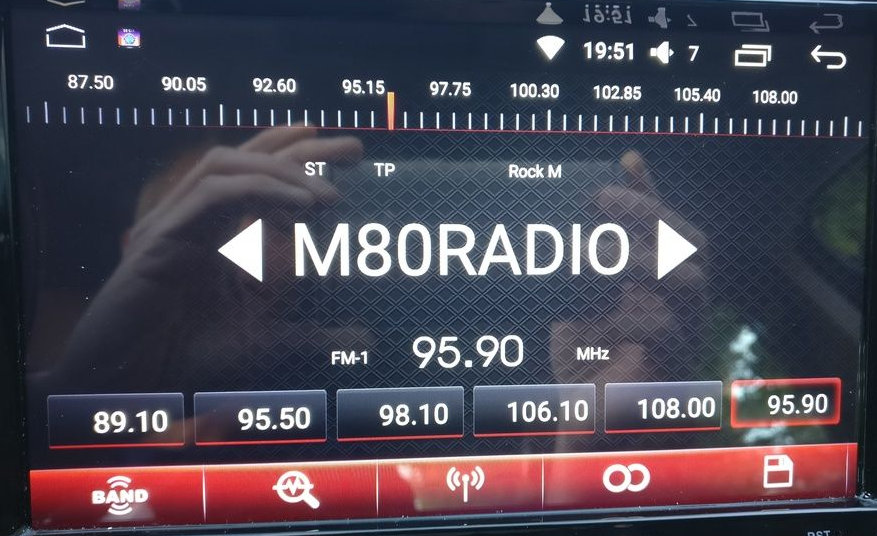 19:51 7
87.50 90.05 92.60 95.15 97.75 100.30 102.85 105.40 108.00
ST TP Rock M
M80RADIO
FM-1 95.90 MHz
89.10 95.50 98.10 106.10 108.00 95.90
BAND
RST